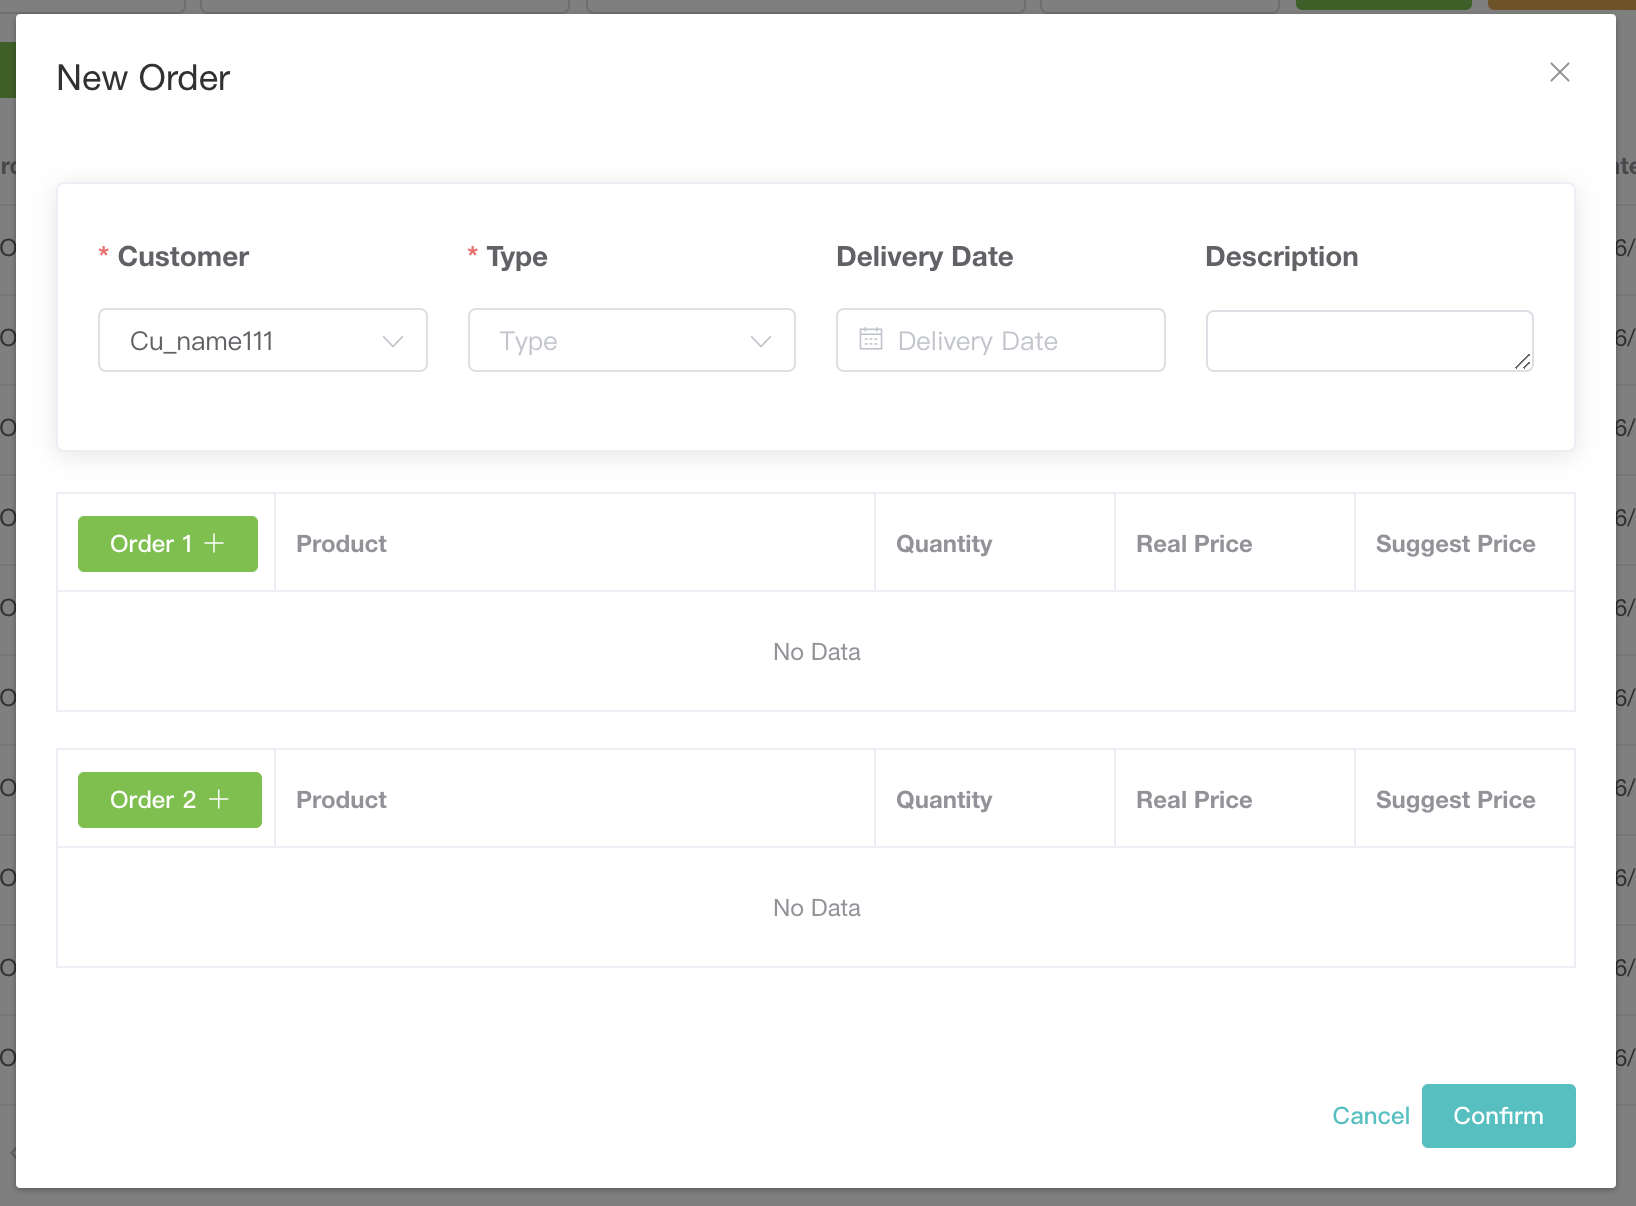 New Order
* Customer
* Type
Delivery Date
Description
Cu_name111
Type
Delivery Date
Order 1 +
Product
Quantity
Real Price
Suggest Price
No Data
Order 2 +
Product
Quantity
Real Price
Suggest Price
No Data
Cancel
Confirm